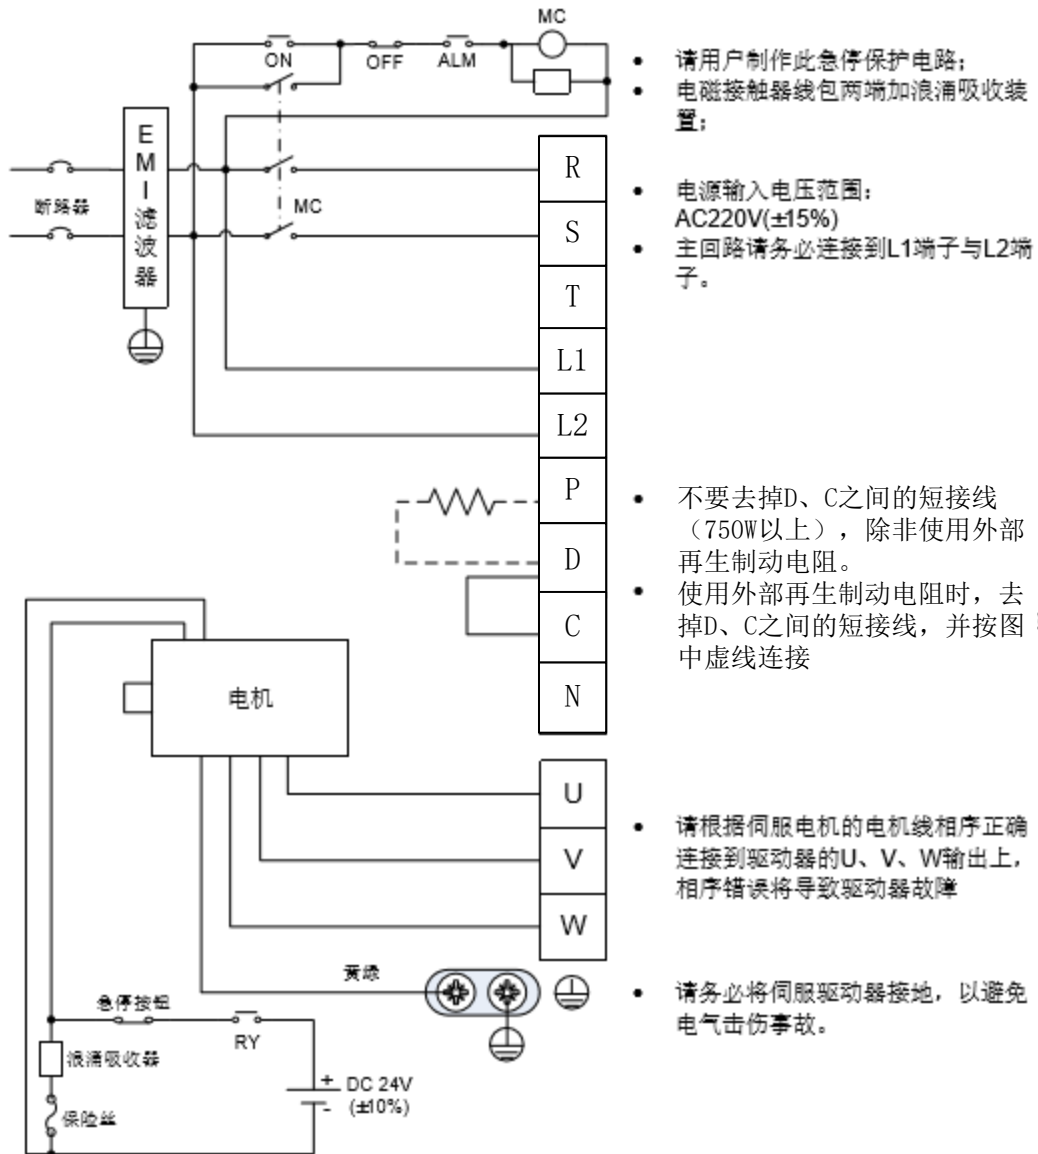 MC
ON
OFF
ALM
• 请用户制作此急停保护电路;
• 电磁接触器线包两端加浪涌吸收装
置;
EMI滤波器
断路器
MC
R
S
T
L1
L2
P
D
C
N
• 电源输入电压范围:
AC220V(±15%)
• 主回路请务必连接到L1端子与L2端
子。
• 不要去掉D、C之间的短接线
（750W以上），除非使用外部
再生制动电阻。
• 使用外部再生制动电阻时，去
掉D、C之间的短接线，并按图
中虚线连接
电机
U
V
W
• 请根据伺服电机的电机线相序正确
连接到驱动器的U、V、W输出上，
相序错误将导致驱动器故障
黄绿
• 请务必将伺服驱动器接地，以避免
电气击伤事故。
急停按钮
RY
浪涌吸收器
保险丝
+ DC 24V
- (±10%)